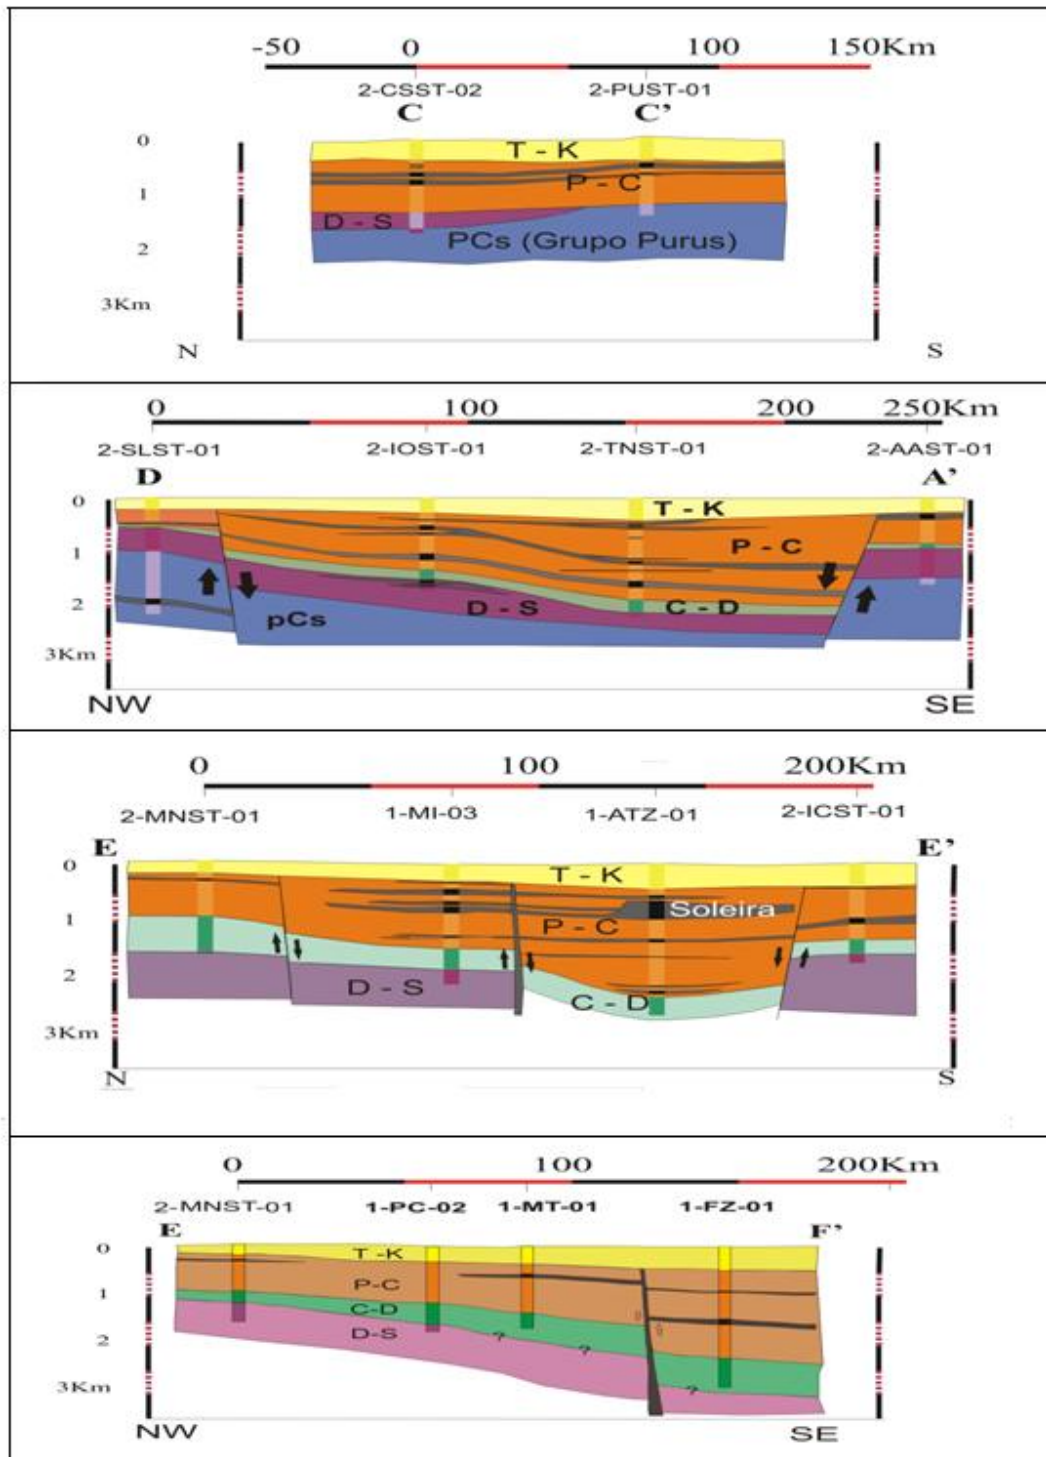 -50 0 100 150Km
2-CSST-02 2-PUST-01
C C'
0
T - K
P - C
1
D - S
PCs (Grupo Purus)
2
3Km
N S
0 100 200 250Km
2-SLST-01 2-IOST-01 2-TNST-01 2-AAST-01
D A'
0
T - K
P - C
1
2
D - S C - D
pCs
3Km
NW SE
0 100 200Km
2-MNST-01 1-MI-03 1-ATZ-01 2-ICST-01
E E'
0
T - K
Soleira
1
P - C
2
D - S
C - D
3Km
N S
0 100 200Km
2-MNST-01 1-PC-02 1-MT-01 1-FZ-01
E F'
0
T -K
P-C
1
C-D
D-S
2
? ? ?
3Km
NW SE